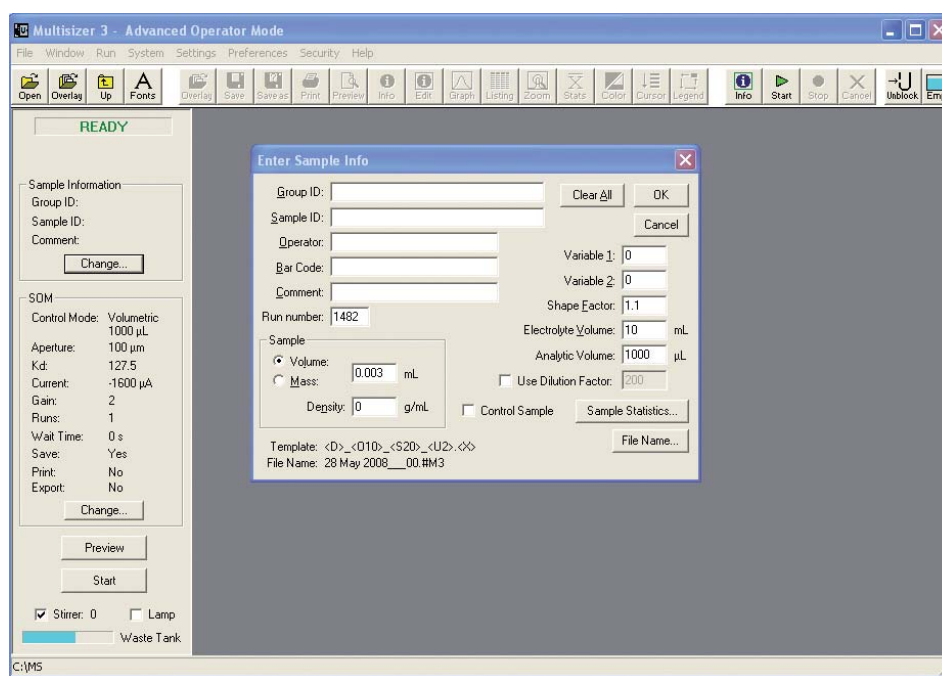 Multisizer 3 - Advanced Operator Mode
File Window Run System Settings Preferences Security Help
Open Overlay Up Fonts Overlay Save Save as Print Preview Info Edit Graph Listing Zoom Stats Color Cursor Legend Info Start Stop Cancel Unblock Em
READY
Sample Information
Group ID:
Sample ID:
Comment:
Change...
SOM
Control Mode: Volumetric
1000 µL
Aperture: 100 µm
Kd: 127.5
Current: -1600 µA
Gain: 2
Runs: 1
Wait Time: 0 s
Save: Yes
Print: No
Export: No
Change...
Preview
Start
Stirrer: 0 Lamp
Waste Tank
C:\MS
Enter Sample Info
Group ID: Clear All OK
Sample ID: Cancel
Operator:
Bar Code:
Comment:
Run number: 1482
Variable 1: 0
Variable 2: 0
Shape Factor: 1.1
Electrolyte Volume: 10 mL
Analytic Volume: 1000 µL
Use Dilution Factor: 200
Sample
Volume:
Mass:
0.003 mL
Density: 0 g/mL
Control Sample Sample Statistics...
File Name...
Template: <D>_<O10>_<S20>_<U2>.<X>
File Name: 28 May 2008___00.#M3